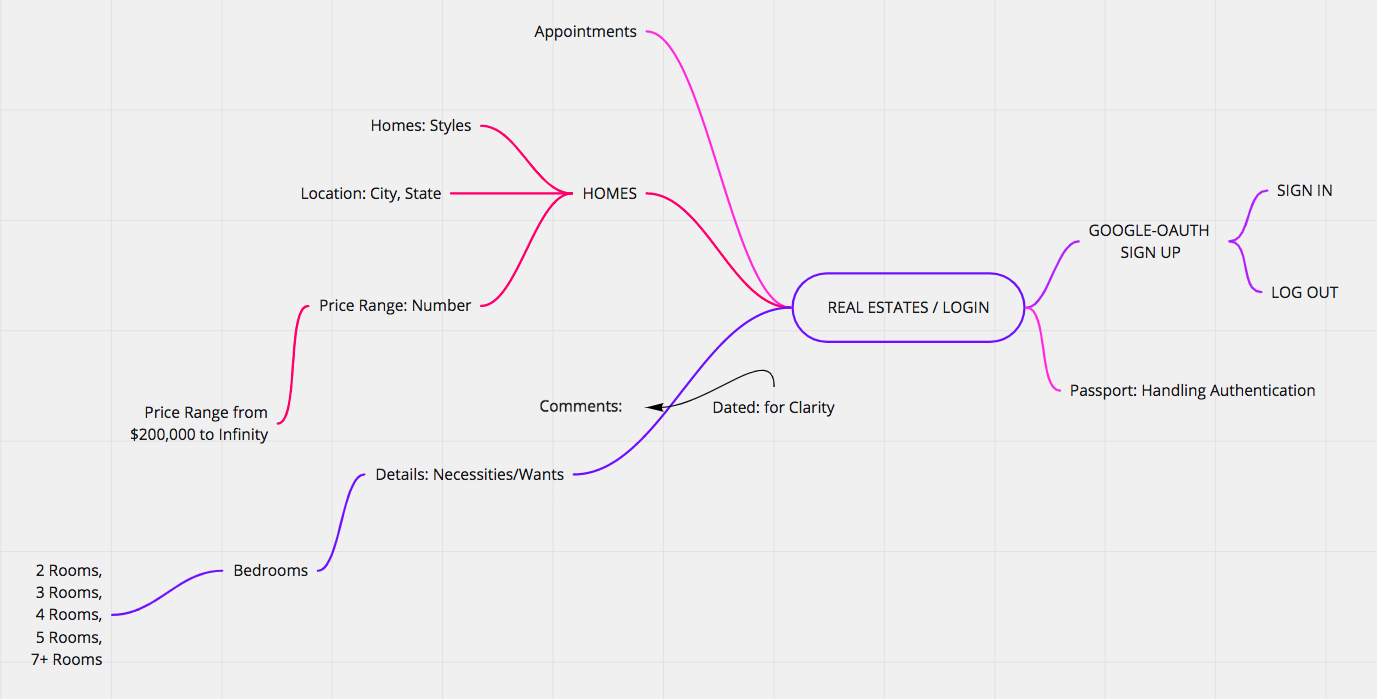 Appointments
Homes: Styles
Location: City, State
HOMES
Price Range: Number
Price Range from
$200,000 to Infinity
REAL ESTATES / LOGIN
GOOGLE-OAUTH
SIGN UP
SIGN IN
LOG OUT
Passport: Handling Authentication
Comments:
Dated: for Clarity
Details: Necessities/Wants
Bedrooms
2 Rooms,
3 Rooms,
4 Rooms,
5 Rooms,
7+ Rooms